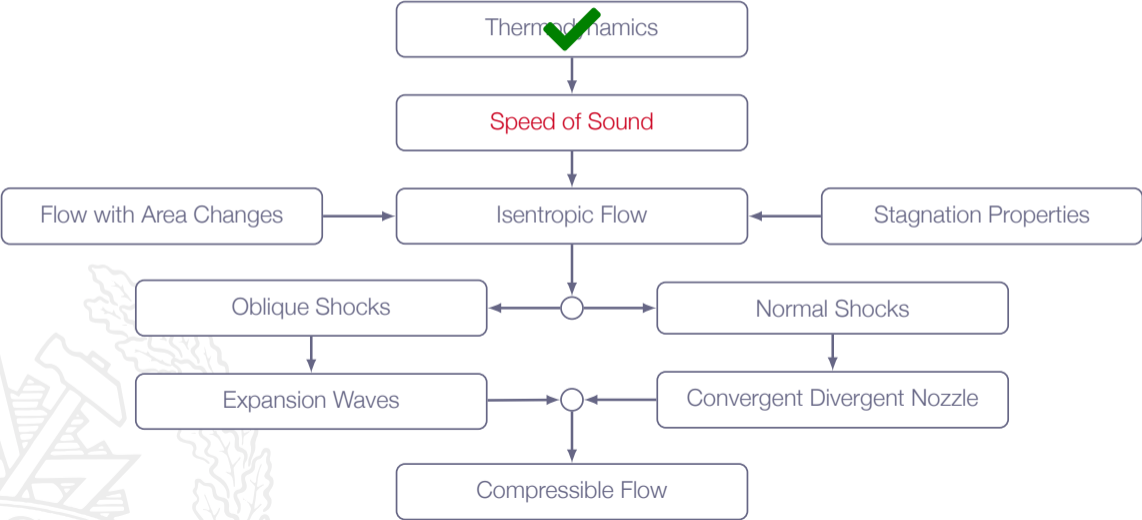 Thermodynamics
Speed of Sound
Flow with Area Changes
Isentropic Flow
Stagnation Properties
Oblique Shocks
Normal Shocks
Expansion Waves
Convergent Divergent Nozzle
Compressible Flow